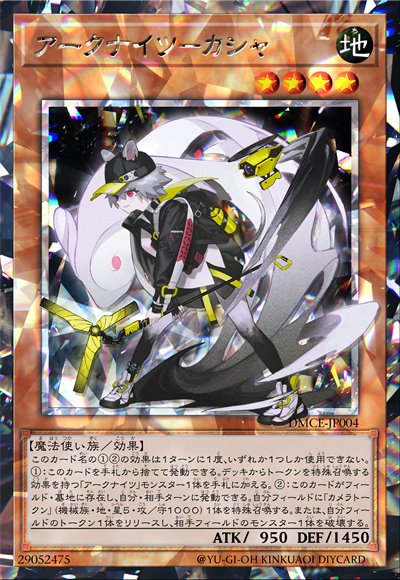 アークナイツーカシャ
地
DMCE-JP004
【魔法使い族／効果】
このカード名の①②の効果は1ターンに1度、いずれか1つしか使用できない。
①：このカードを手札から捨てて発動できる。デッキからトークンを特殊召喚する
効果を持つ「アークナイツ」モンスター1体を手札に加える。②：このカードがフィ
ールド・墓地に存在し、自分・相手ターンに発動できる。自分フィールドに「カメラトー
クン」（機械族・地・星5・攻／守1000）1体を特殊召喚する。または、自分フィー
ルドのトークン1体をリリースし、相手フィールドのモンスター1体を破壊する。
ATK/ 950 DEF/1450
29052475
@YU-GI-OH KINKUAOI DIYCARD